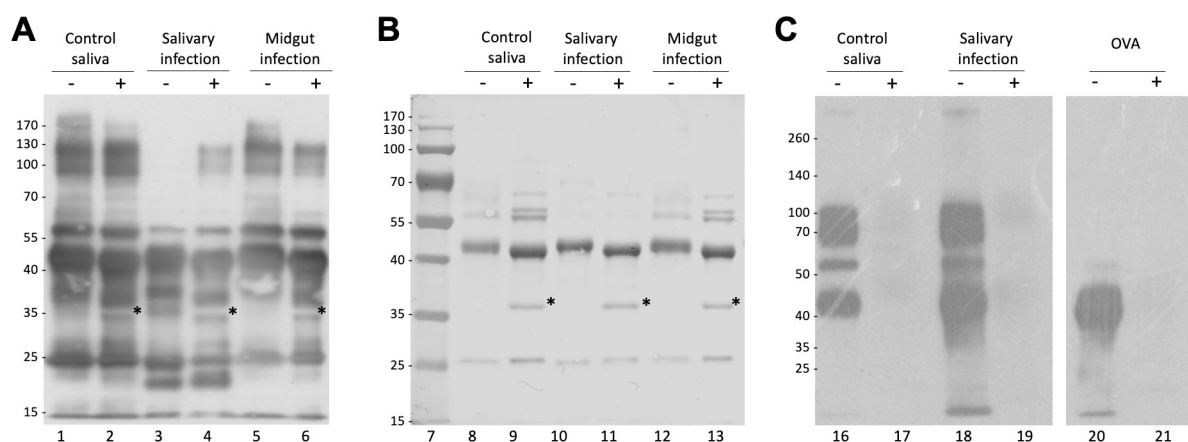 A
Control saliva
Salivary infection
Midgut infection
- + - + - +
170 -
130 -
100 -
70 -
55 -
40 -
35 -
25 -
15 -
* * *
1 2 3 4 5 6
B
Control saliva
Salivary infection
Midgut infection
- + - + - +
170 -
130 -
100 -
70 -
55 -
40 -
35 -
25 -
15 -
* * *
7 8 9 10 11 12 13
C
Control saliva
Salivary infection
OVA
- + - + - +
260 -
140 -
100 -
70 -
50 -
40 -
35 -
25 -
16 17 18 19 20 21